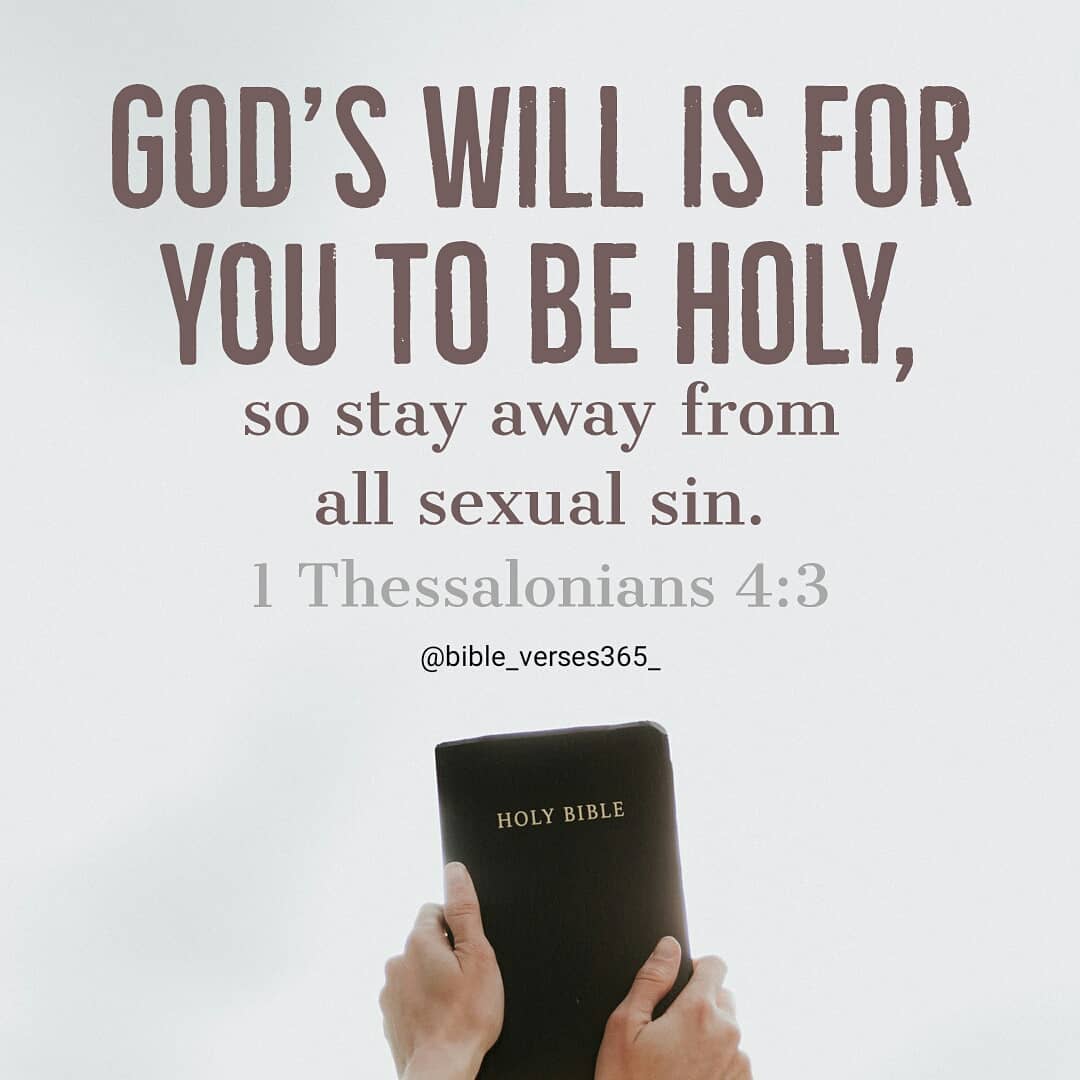 GOD'S WILL IS FOR
YOU TO BE HOLY,
so stay away from
all sexual sin.
1 Thessalonians 4:3
@bible_verses365_
HOLY BIBLE